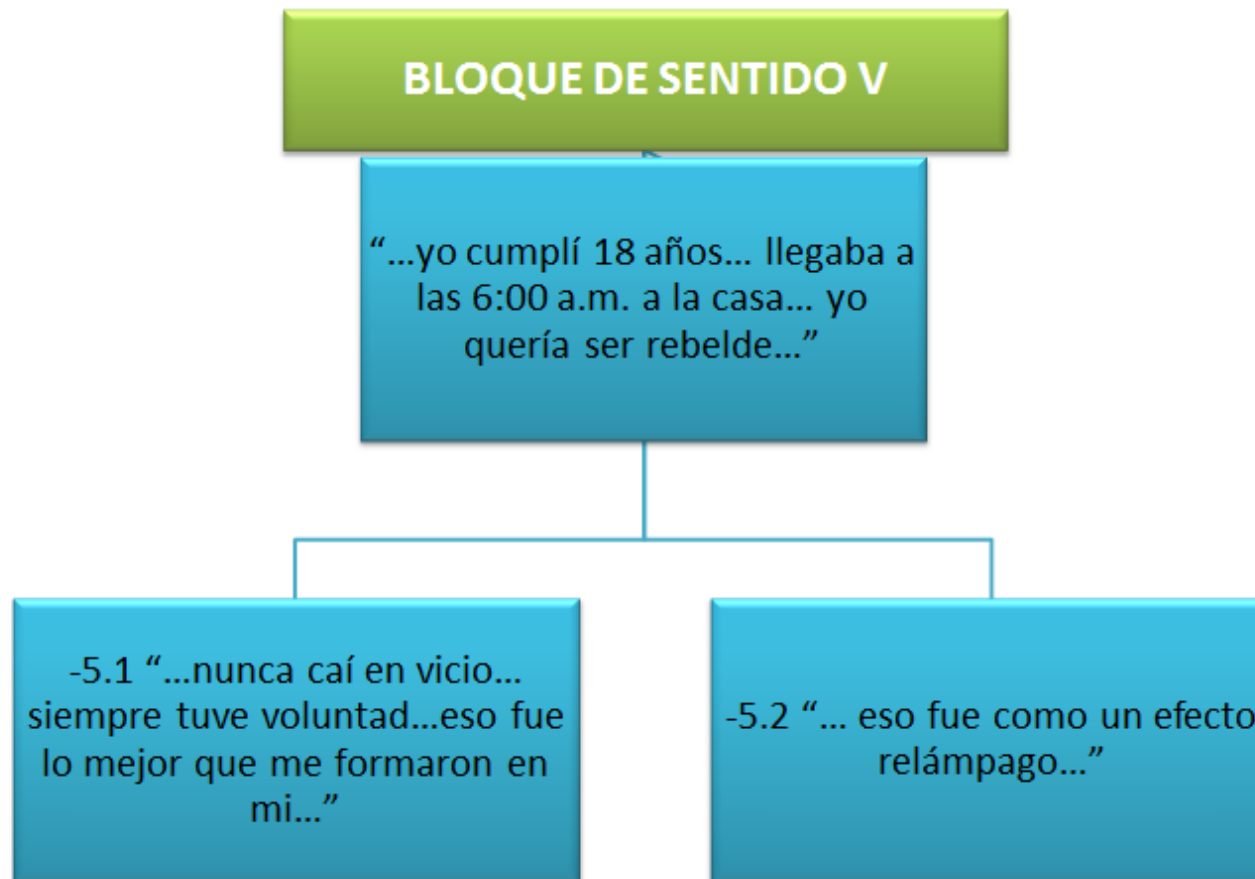 BLOQUE DE SENTIDO V
“...yo cumplí 18 años... llegaba a
las 6:00 a.m. a la casa... yo
quería ser rebelde...”
-5.1 “...nunca caí en vicio...
siempre tuve voluntad...eso fue
lo mejor que me formaron en
mi...”
-5.2 “... eso fue como un efecto
relámpago...”